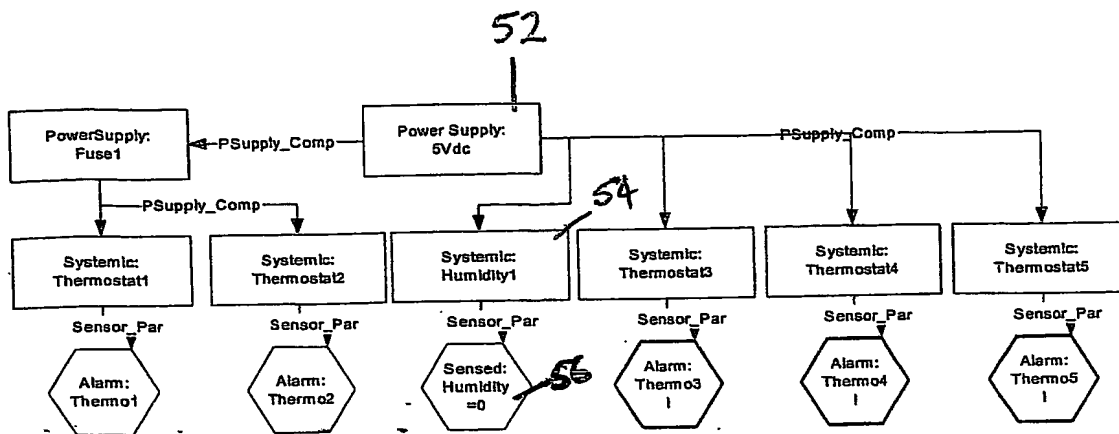 52
PowerSupply:
Fuse1
PSupply_Comp
Power Supply:
5Vdc
PSupply_Comp
PSupply_Comp
54
Systemic:
Thermostat1
Systemic:
Thermostat2
Systemic:
Humidity1
Systemic:
Thermostat3
Systemic:
Thermostat4
Systemic:
Thermostat5
Sensor_Par
Sensor_Par
Sensor_Par
Sensor_Par
Sensor_Par
Sensor_Par
Alarm:
Thermo1
Alarm:
Thermo2
Sensed:
Humidity
=0
56
Alarm:
Thermo3
I
Alarm:
Thermo4
I
Alarm:
Thermo5
I